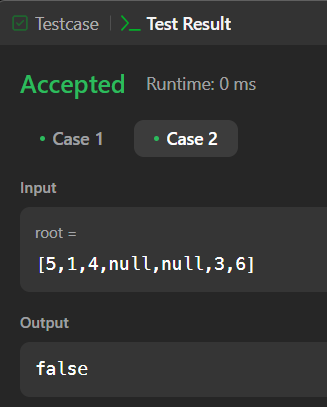 Testcase | >_ Test Result
Accepted Runtime: 0 ms
• Case 1 • Case 2
Input
root =
[5,1,4,null,null,3,6]
Output
false